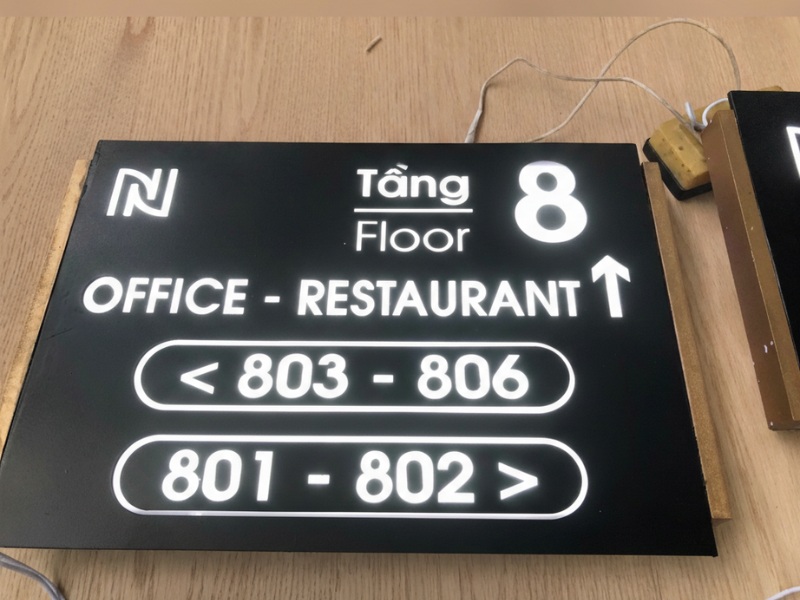 N
Tầng 8
Floor
OFFICE - RESTAURANT ↑
< 803 - 806
801 - 802 >